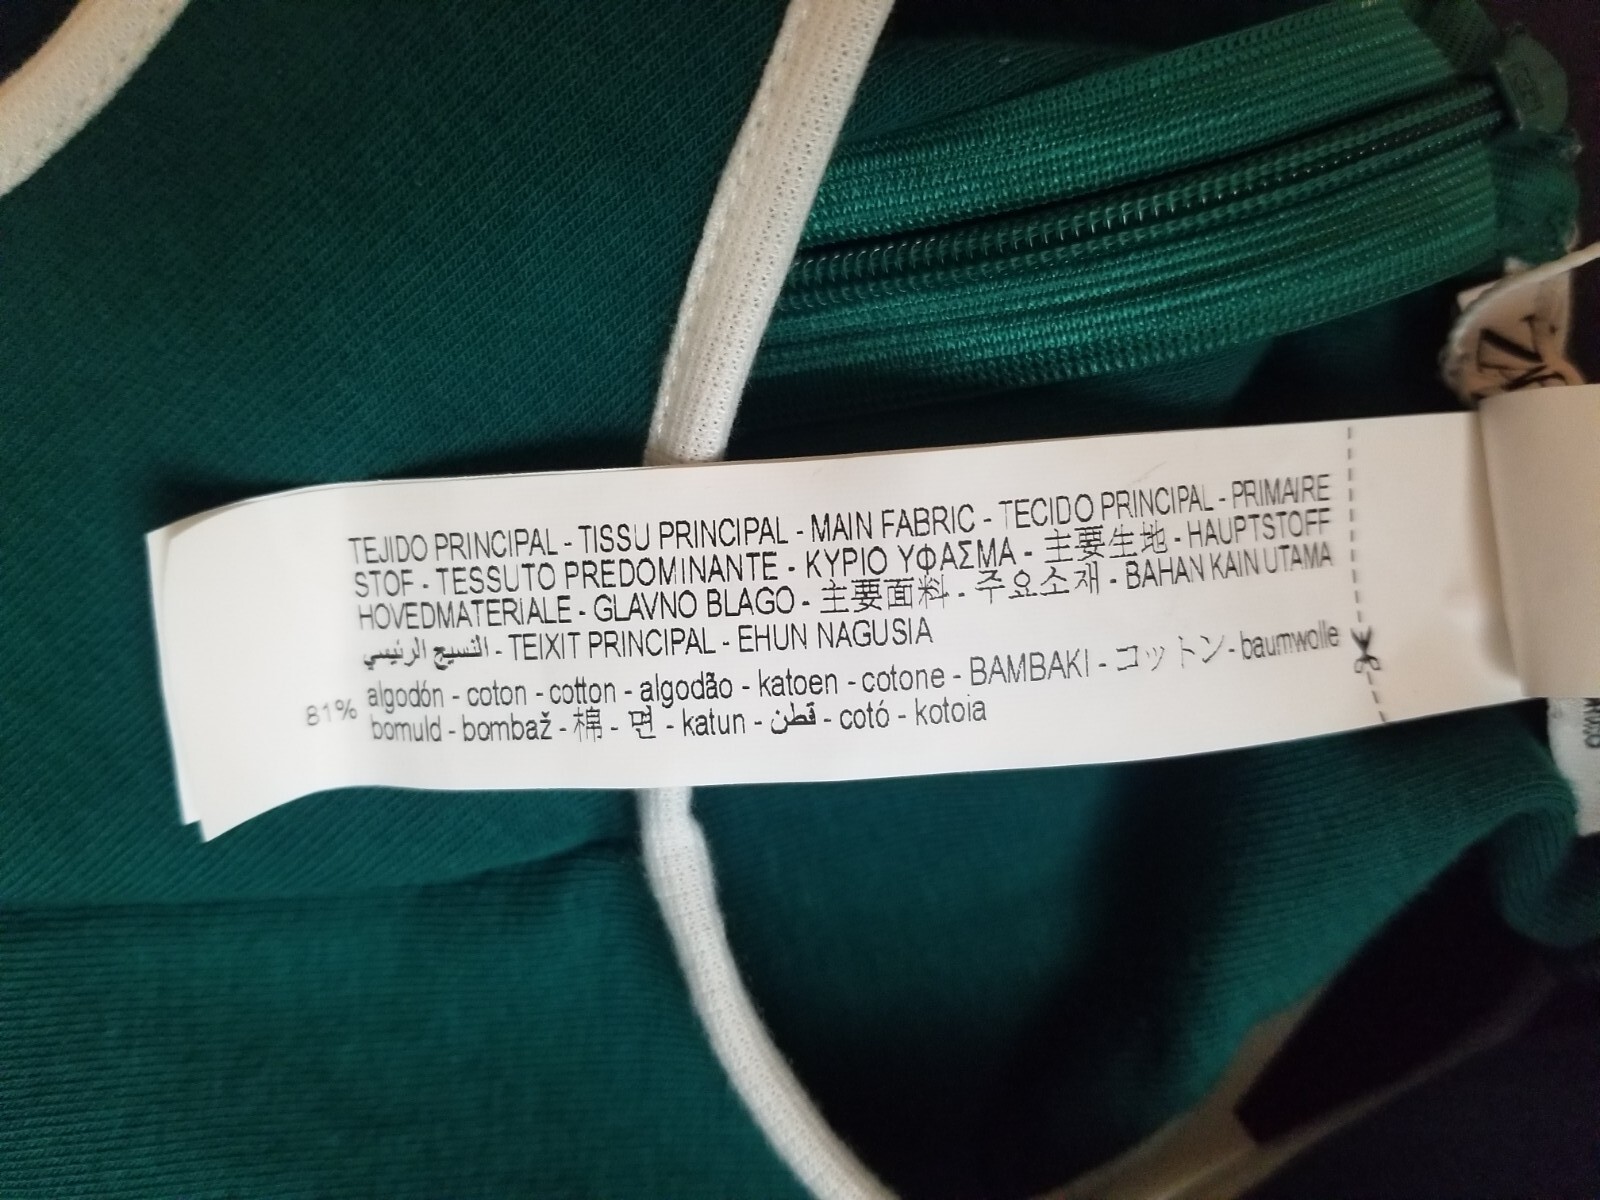 TEJIDO PRINCIPAL - TISSU PRINCIPAL - MAIN FABRIC - TECIDO PRINCIPAL - PRIMAIRE
STOF - TESSUTO PREDOMINANTE - ΚΥΡΙΟ ΥΦΑΣΜΑ - 主要生地 - HAUPTSTOFF
HOVEDMATERIALE - GLAVNO BLAGO - 主要面料 - 주요소재 - BAHAN KAIN UTAMA
النسيج الرئيسي - TEIXIT PRINCIPAL - EHUN NAGUSIA
81% algodón - coton - cotton - algodão - katoen - cotone - BAMBAKI - コットン - baumwolle
bomuld - bombaž - 棉 - 면 - katun - قطن - cotó - kotoia